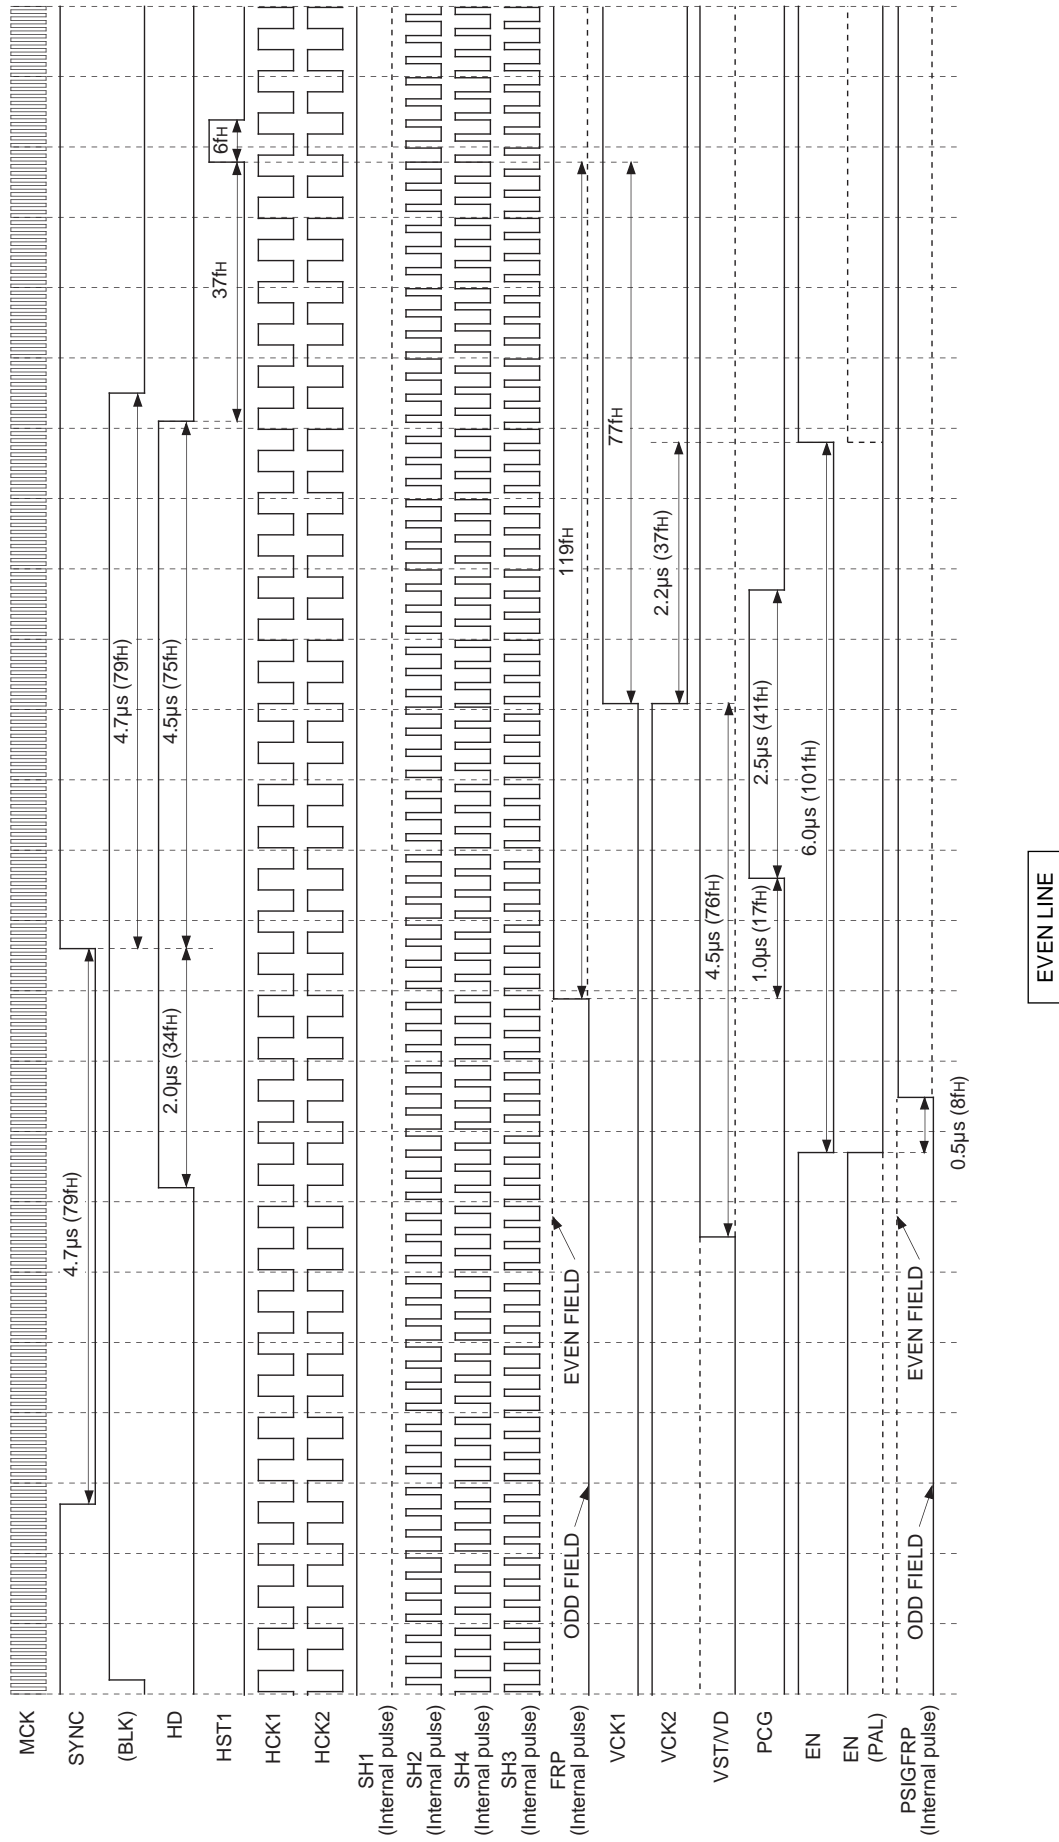 MCK
SYNC
4.7µs (79fH)
(BLK)
4.7µs (79fH)
HD
2.0µs (34fH)
4.5µs (75fH)
HST1
37fH
6fH
HCK1
HCK2
SH1
(Internal pulse)
SH2
(Internal pulse)
SH4
(Internal pulse)
SH3
(Internal pulse)
FRP
(Internal pulse)
ODD FIELD
EVEN FIELD
119fH
VCK1
77fH
VCK2
2.2µs (37fH)
VST/VD
4.5µs (76fH)
PCG
1.0µs (17fH)
2.5µs (41fH)
EN
6.0µs (101fH)
EN
(PAL)
PSIGFRP
(Internal pulse)
ODD FIELD
EVEN FIELD
0.5µs (8fH)
EVEN LINE